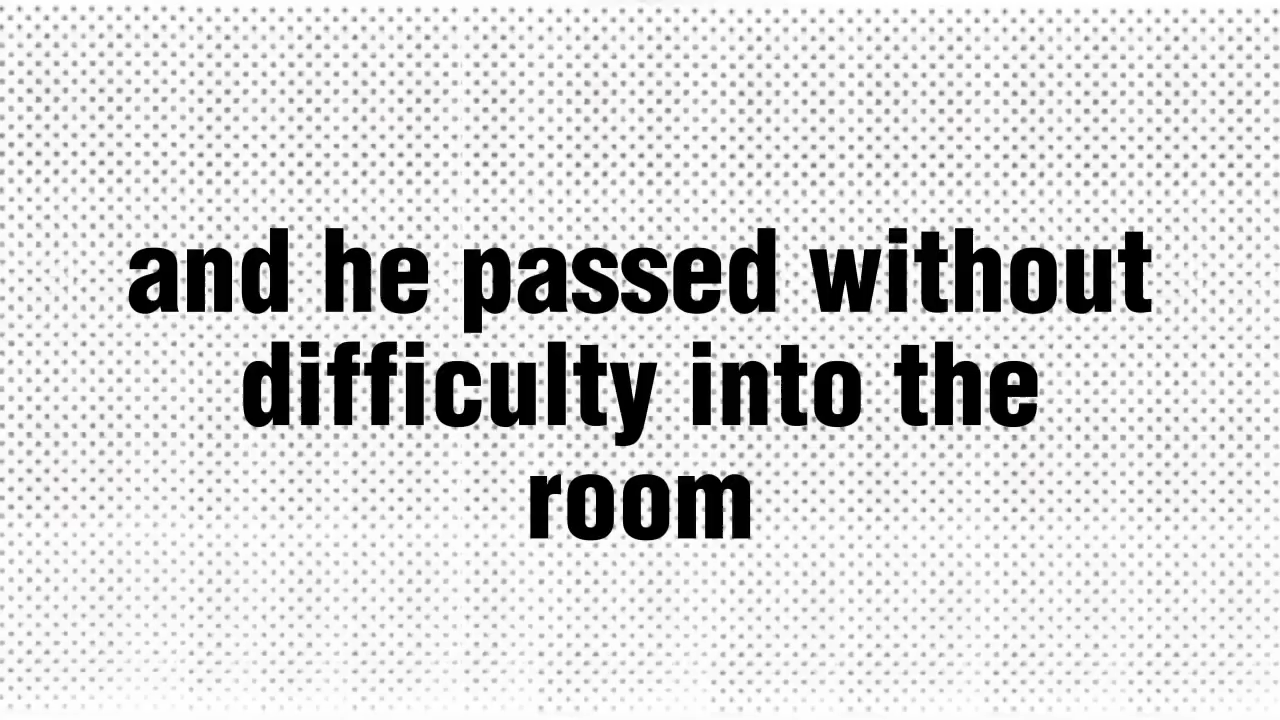 and he passed without
difficulty into the
room